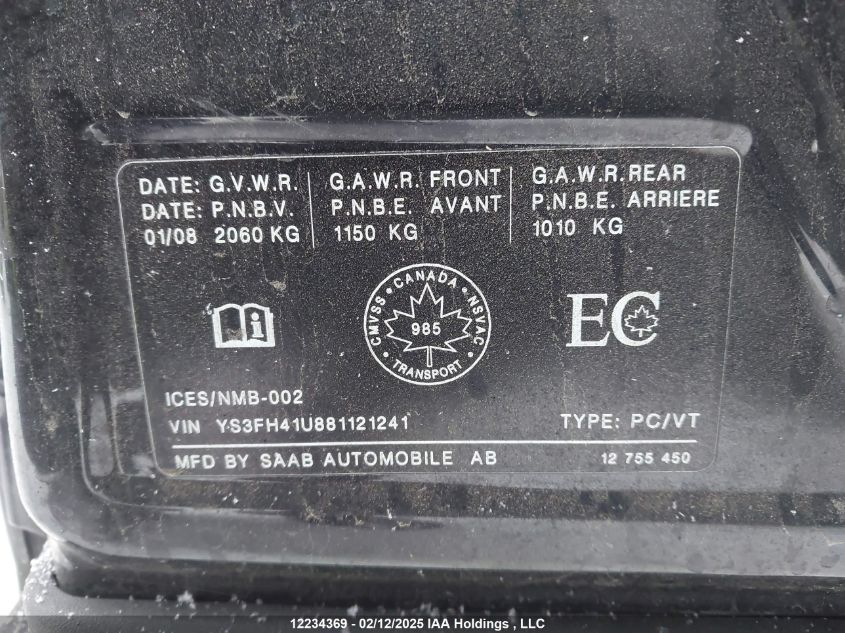 DATE: G.V.W.R. G.A.W.R. FRONT G.A.W.R. REAR
DATE: P.N.B.V. P.N.B.E. AVANT P.N.B.E. ARRIERE
01/08 2060 KG 1150 KG 1010 KG
CMVSS • CANADA • NSVAC
985
• TRANSPORT •
EC
ICES/NMB-002
VIN YS3FH41U881121241 TYPE: PC/VT
MFD BY SAAB AUTOMOBILE AB 12 755 450
12234369 - 02/12/2025 IAA Holdings , LLC